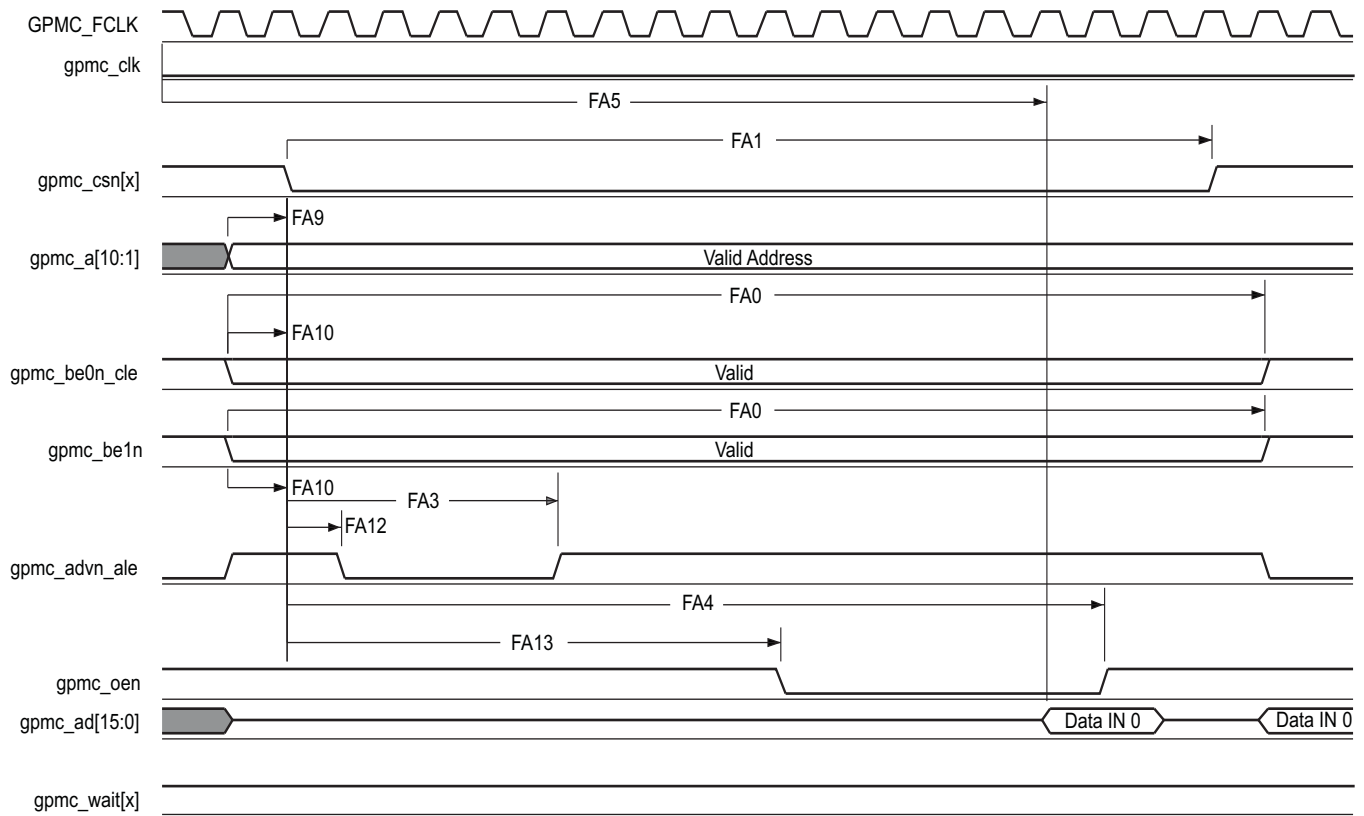 GPMC_FCLK
gpmc_clk
FA5
FA1
gpmc_csn[x]
FA9
gpmc_a[10:1]
Valid Address
FA0
FA10
gpmc_be0n_cle
Valid
FA0
gpmc_be1n
Valid
FA10
FA3
FA12
gpmc_advn_ale
FA4
FA13
gpmc_oen
gpmc_ad[15:0]
Data IN 0
Data IN 0
gpmc_wait[x]